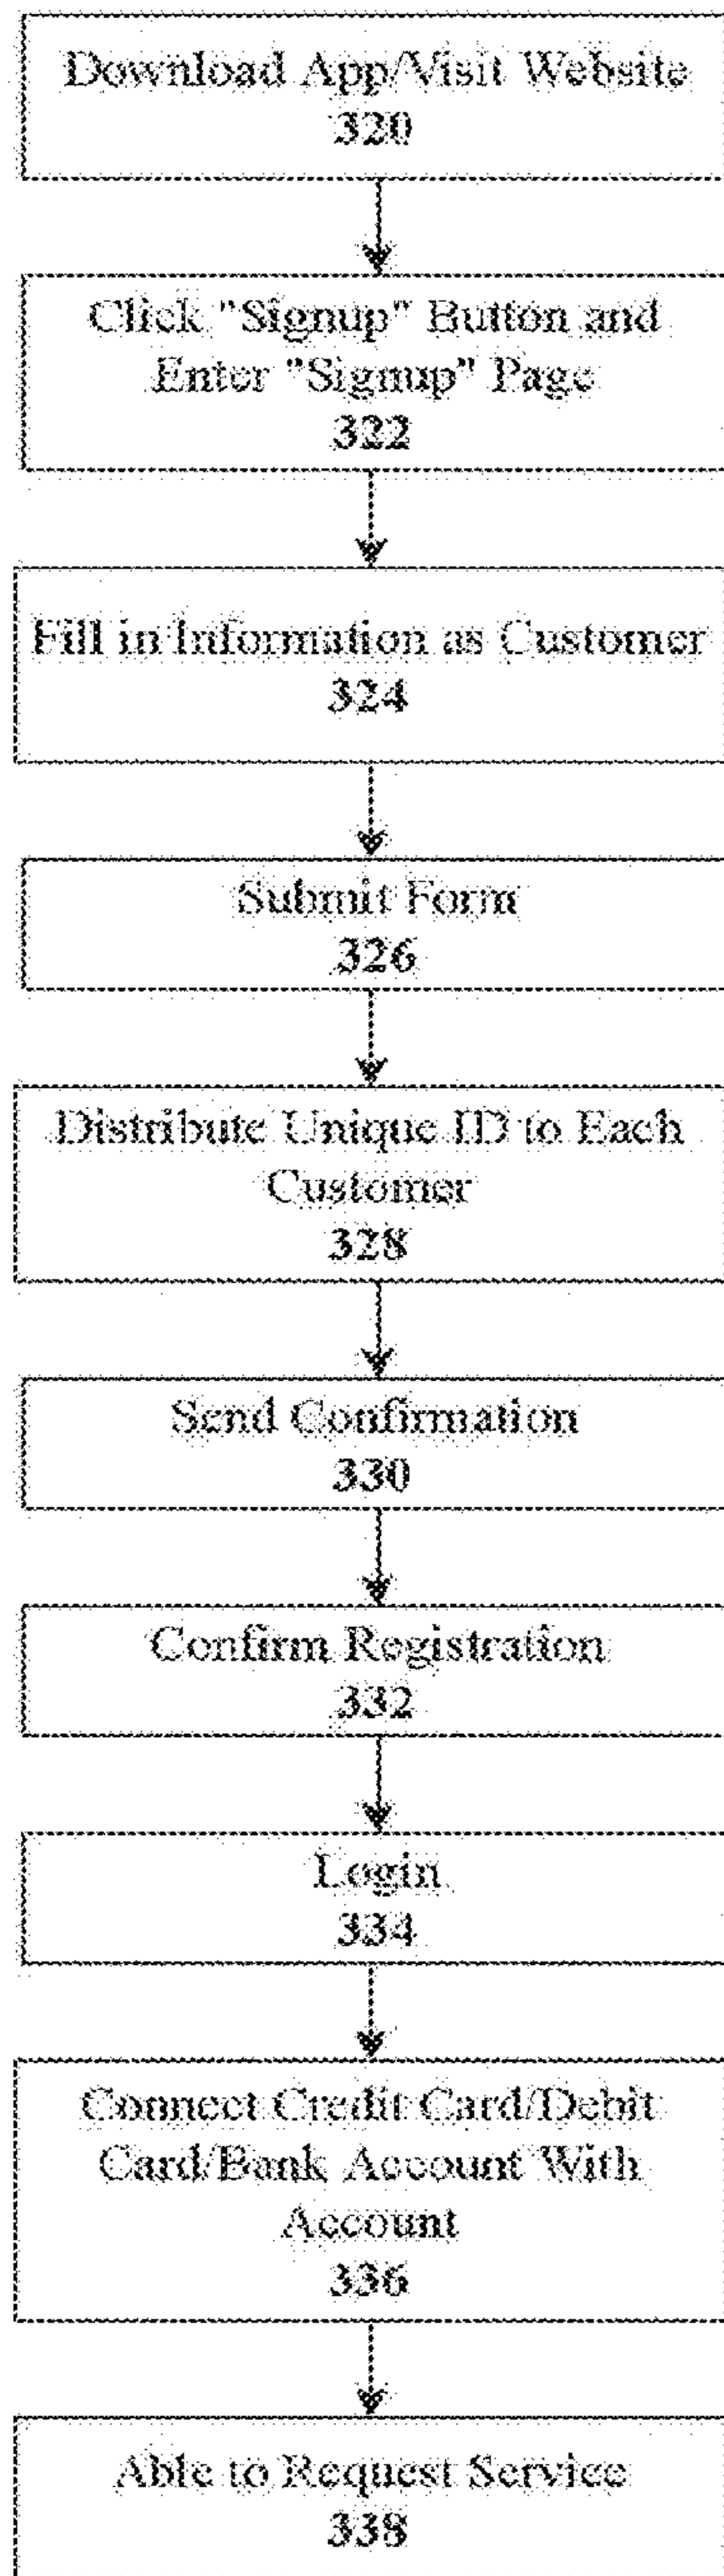 Download App/Visit Website
320
Click "Signup" Button and
Enter "Signup" Page
322
Fill in Information as Customer
324
Submit Form
326
Distribute Unique ID to Each
Customer
328
Send Confirmation
330
Confirm Registration
332
Login
334
Connect Credit Card/Debit
Card/Bank Account With
Account
336
Able to Request Service
338